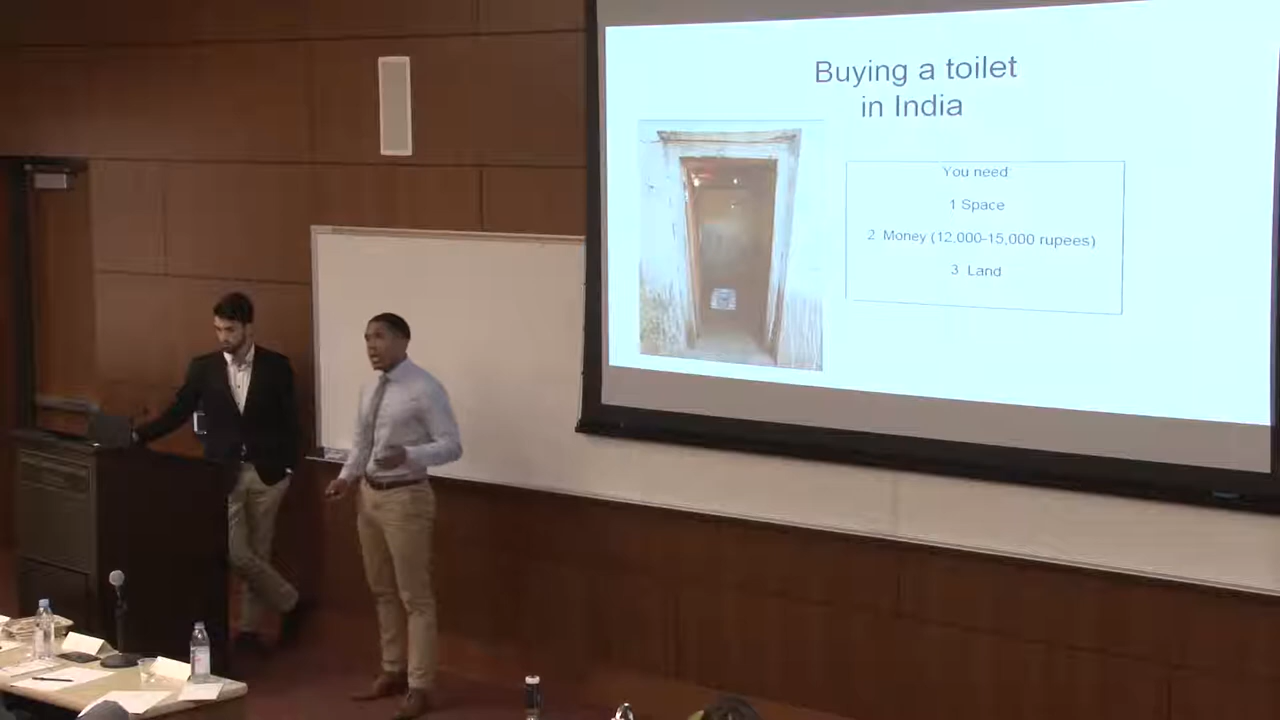 Buying a toilet
in India
You need:
1 Space
2 Money (12,000-15,000 rupees)
3 Land